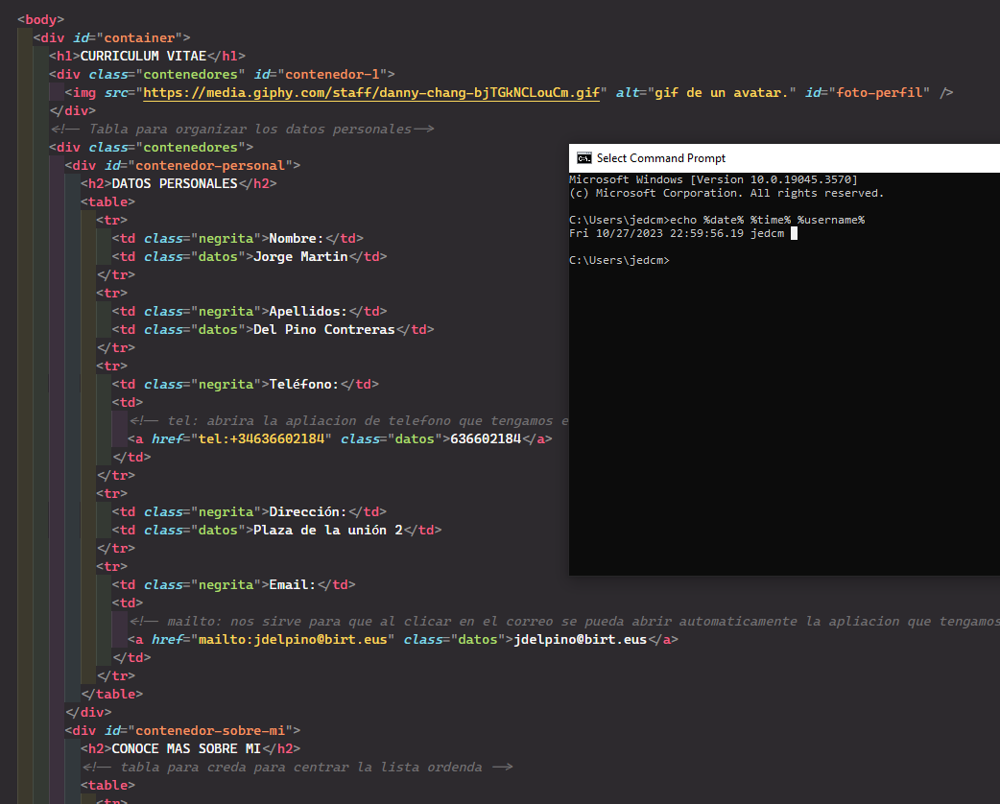 <body>
<div id="container">
<h1>CURRICULUM VITAE</h1>
<div class="contenedores" id="contenedor-1">
<img src="https://media.giphy.com/staff/danny-chang-bjTGkNCLouCm.gif" alt="gif de un avatar." id="foto-perfil" />
</div>
<!-- Tabla para organizar los datos personales-->
<div class="contenedores">
<div id="contenedor-personal">
<h2>DATOS PERSONALES</h2>
<table>
<tr>
<td class="negrita">Nombre:</td>
<td class="datos">Jorge Martin</td>
</tr>
<tr>
<td class="negrita">Apellidos:</td>
<td class="datos">Del Pino Contreras</td>
</tr>
<tr>
<td class="negrita">Teléfono:</td>
<td>
<!-- tel: abrira la apliacion de telefono que tengamos e
<a href="tel:+34636602184" class="datos">636602184</a>
</td>
</tr>
<tr>
<td class="negrita">Dirección:</td>
<td class="datos">Plaza de la unión 2</td>
</tr>
<tr>
<td class="negrita">Email:</td>
<td>
<!-- mailto: nos sirve para que al clicar en el correo se pueda abrir automaticamente la apliacion que tengamos
<a href="mailto:jdelpino@birt.eus" class="datos">jdelpino@birt.eus</a>
</td>
</tr>
</table>
</div>
<div id="contenedor-sobre-mi">
<h2>CONOCE MAS SOBRE MI</h2>
<!-- tabla para creda para centrar la lista ordenda -->
<table>
<tr>
Select Command Prompt
Microsoft Windows [Version 10.0.19045.3570]
(c) Microsoft Corporation. All rights reserved.
C:\Users\jedcm>echo %date% %time% %username%
Fri 10/27/2023 22:59:56.19 jedcm
C:\Users\jedcm>